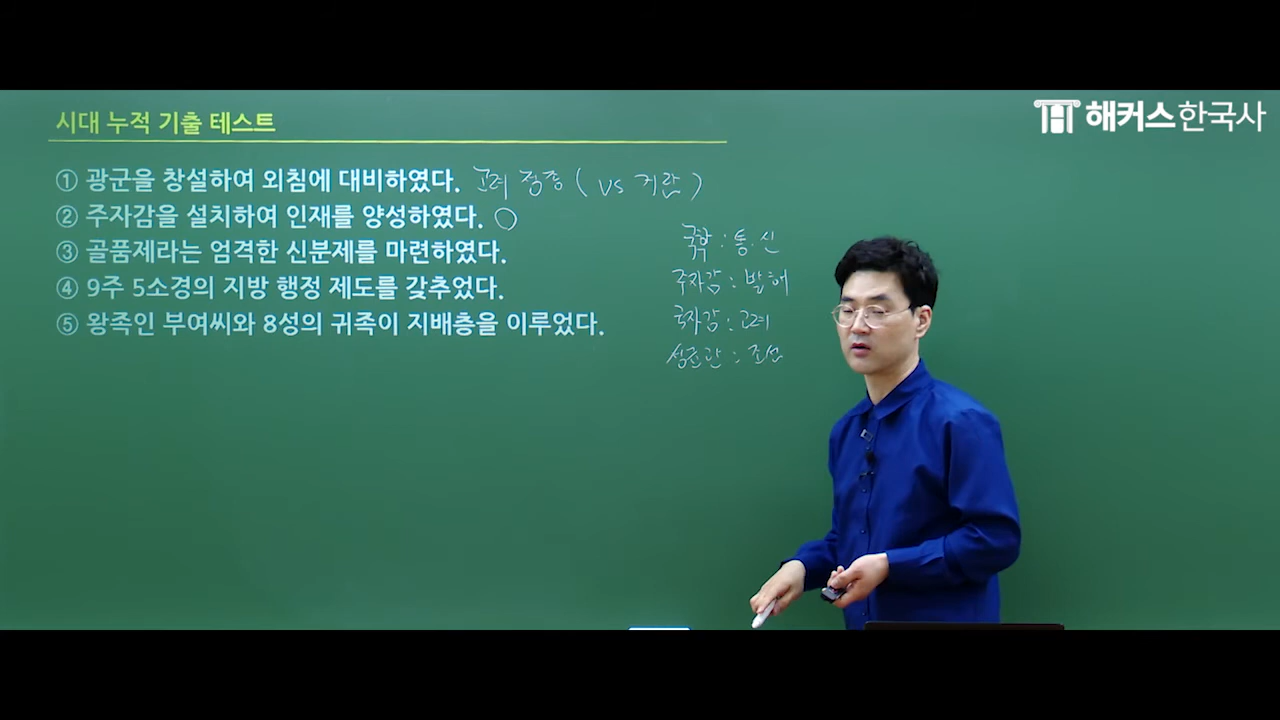 해커스한국사
시대 누적 기출 테스트
① 광군을 창설하여 외침에 대비하였다. 고려 정종 ( vs 거란 )
② 주자감을 설치하여 인재를 양성하였다. ○
③ 골품제라는 엄격한 신분제를 마련하였다.
④ 9주 5소경의 지방 행정 제도를 갖추었다.
⑤ 왕족인 부여씨와 8성의 귀족이 지배층을 이루었다.
국학 : 통.신
주자감 : 발해
국자감 : 고려
성균관 : 조선